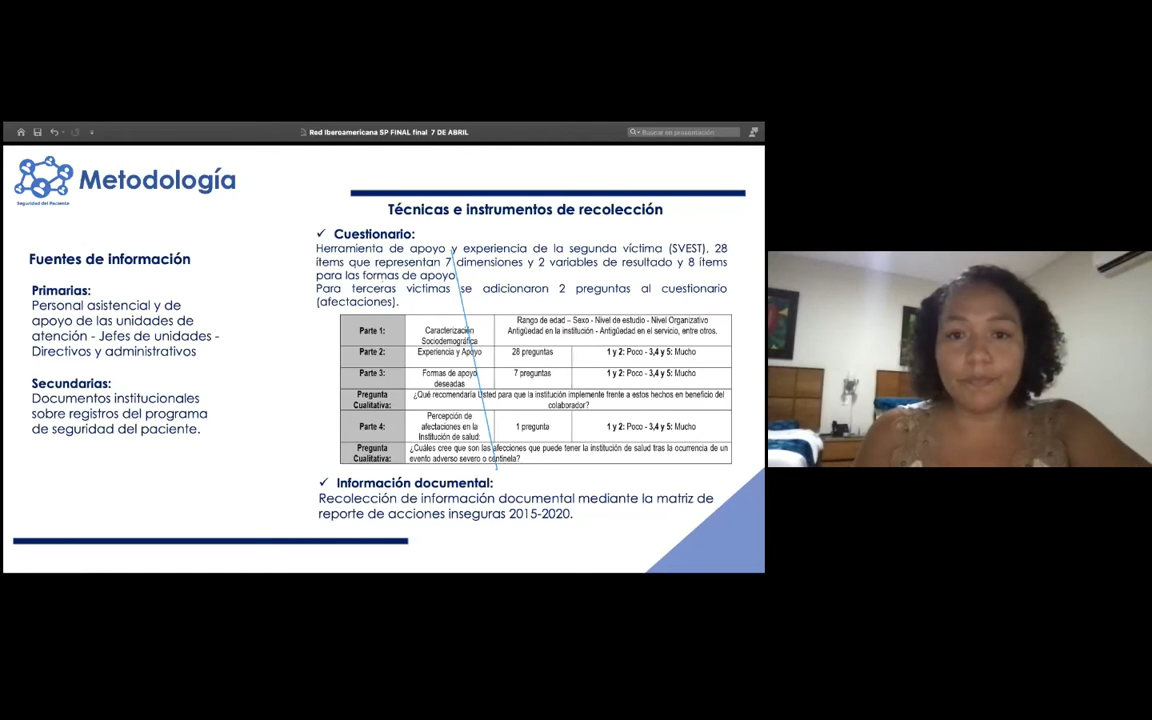 Red Iberoamericana SP FINAL final 7 DE ABRIL
Buscar en presentación
Seguridad del Paciente
Metodología
Fuentes de información
Primarias:
Personal asistencial y de
apoyo de las unidades de
atención - Jefes de unidades -
Directivos y administrativos
Secundarias:
Documentos institucionales
sobre registros del programa
de seguridad del paciente.
Técnicas e instrumentos de recolección
✓ Cuestionario:
Herramienta de apoyo y experiencia de la segunda víctima (SVEST). 28
ítems que representan 7 dimensiones y 2 variables de resultado y 8 ítems
para las formas de apoyo.
Para terceras victimas se adicionaron 2 preguntas al cuestionario
(afectaciones).
Parte 1:
Caracterización
Sociodemográfica
Rango de edad – Sexo - Nivel de estudio - Nivel Organizativo
Antigüedad en la institución - Antigüedad en el servicio, entre otros.
Parte 2:
Experiencia y Apoyo
28 preguntas
1 y 2: Poco - 3,4 y 5: Mucho
Parte 3:
Formas de apoyo
deseadas
7 preguntas
1 y 2: Poco - 3,4 y 5: Mucho
Pregunta
Cualitativa:
¿Qué recomendaría Usted para que la institución implemente frente a estos hechos en beneficio del
colaborador?
Parte 4:
Percepción de
afectaciones en la
Institución de salud:
1 pregunta
1 y 2: Poco - 3,4 y 5: Mucho
Pregunta
Cualitativa:
¿Cuáles cree que son las afecciones que puede tener la institución de salud tras la ocurrencia de un
evento adverso severo o centinela?
✓ Información documental:
Recolección de información documental mediante la matriz de
reporte de acciones inseguras 2015-2020.